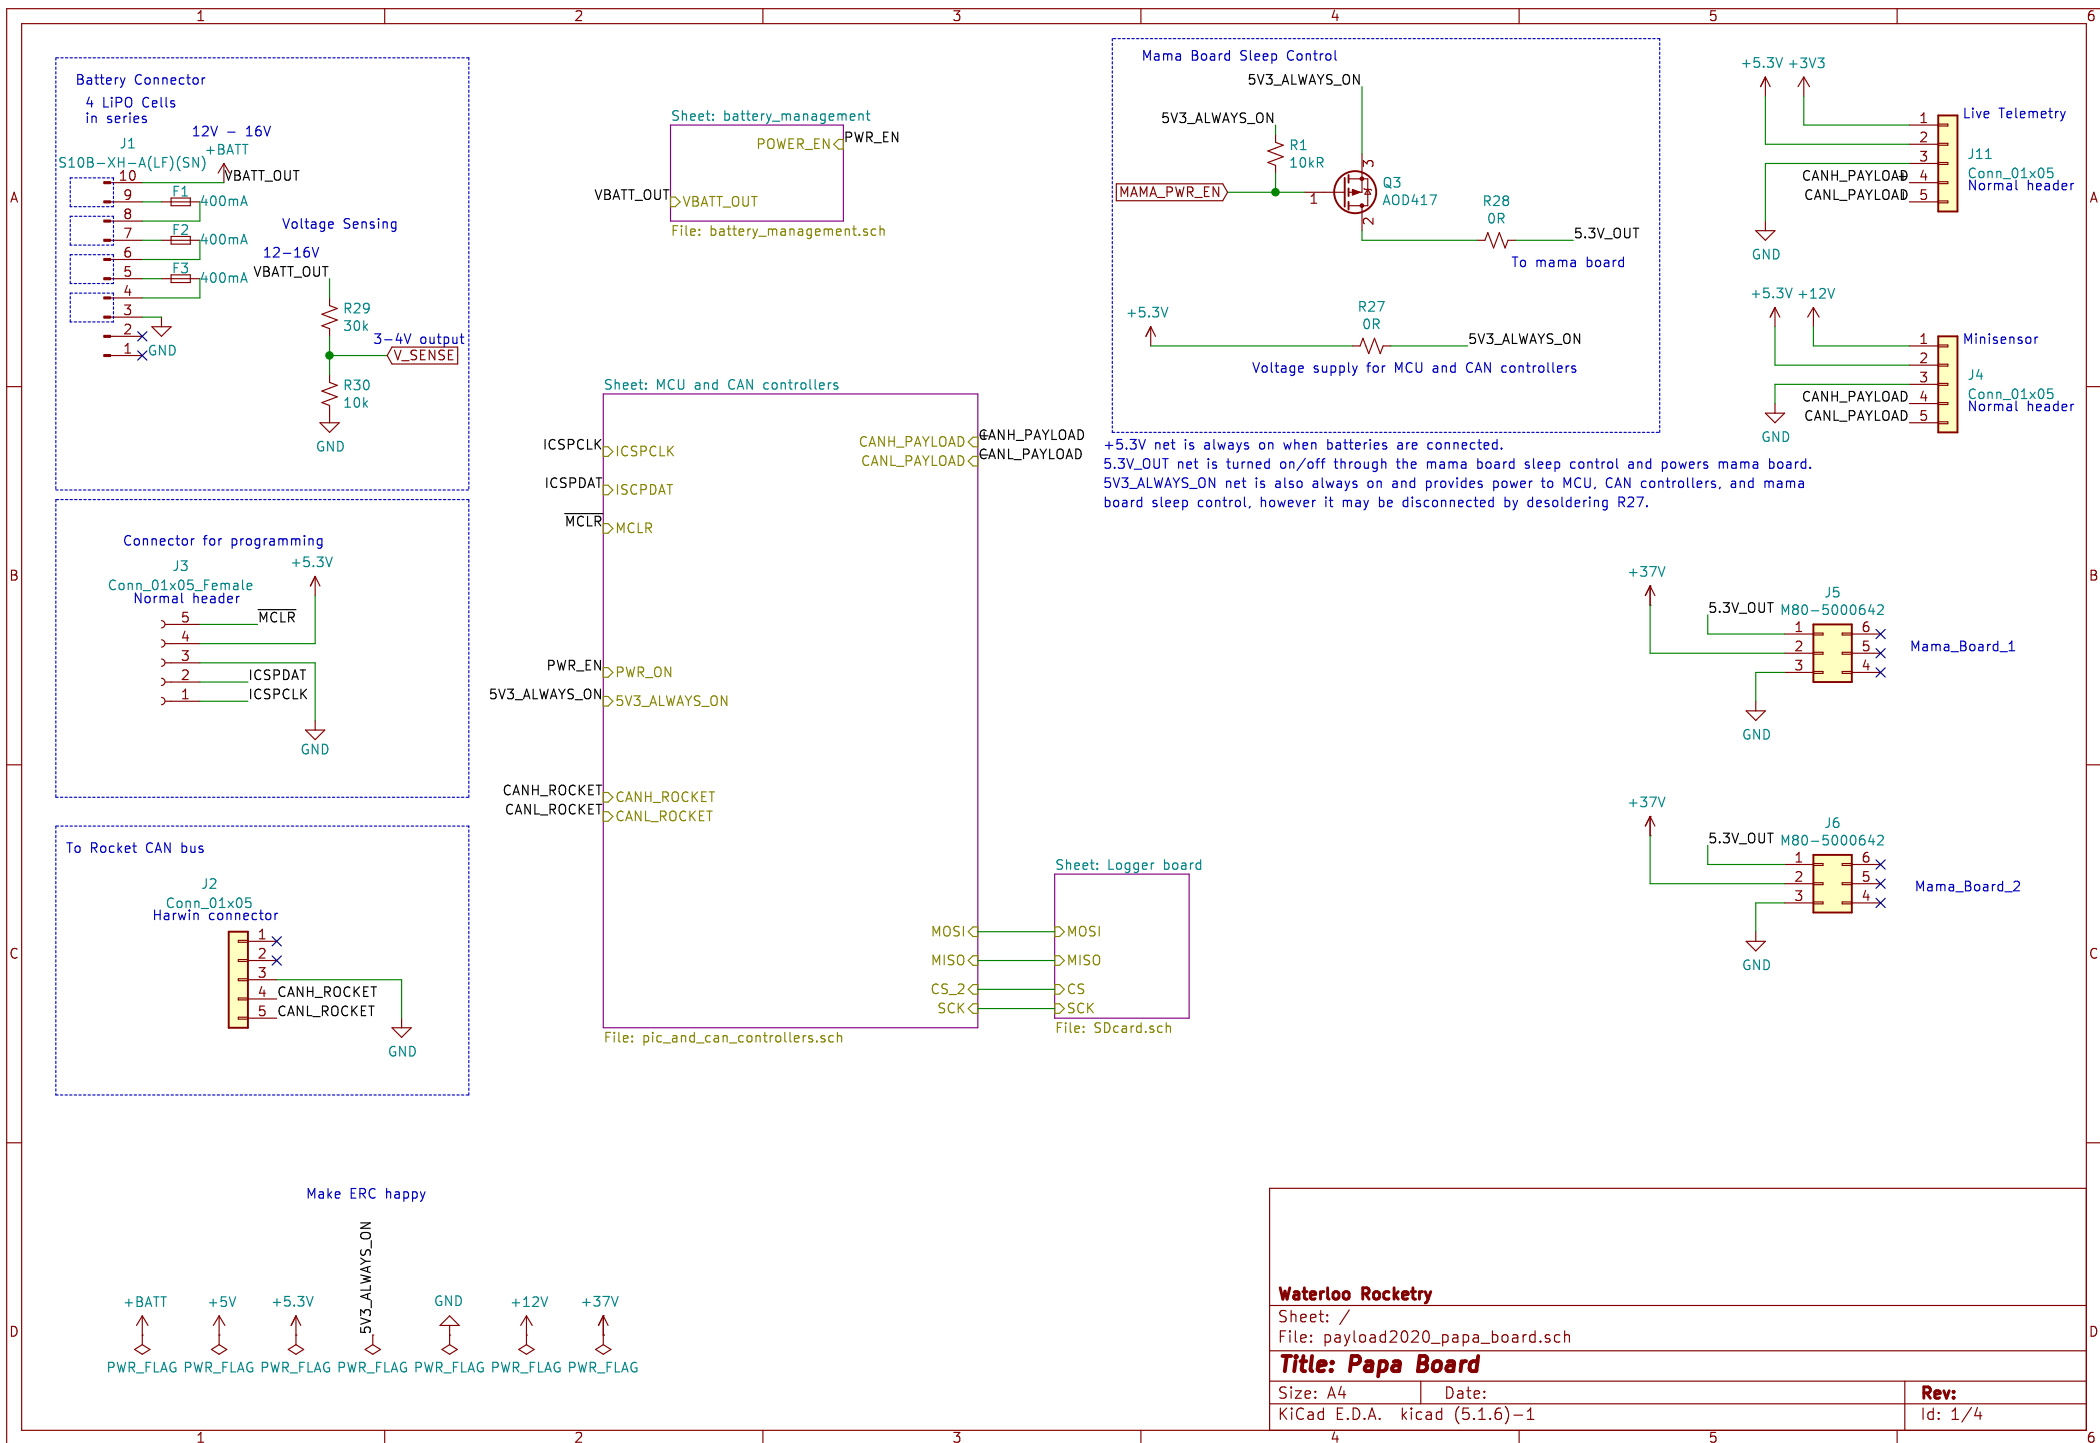 1 2 3 4 5 6
A
B
C
D
Battery Connector
4 LiPO Cells
in series
J1
S10B-XH-A(LF)(SN)
12V - 16V
+BATT
VBATT_OUT
10
9
8
7
6
5
4
3
2
1
F1
400mA
F2
400mA
F3
400mA
GND
Voltage Sensing
12-16V
VBATT_OUT
R29
30k
3-4V output
V_SENSE
R30
10k
GND
Connector for programming
J3
Conn_01x05_Female
Normal header
+5.3V
5
MCLR
4
3
2
ICSPDAT
1
ICSPCLK
GND
To Rocket CAN bus
J2
Conn_01x05
Harwin connector
1
2
3
4
CANH_ROCKET
5
CANL_ROCKET
GND
Sheet: battery_management
POWER_EN
PWR_EN
VBATT_OUT
VBATT_OUT
File: battery_management.sch
Sheet: MCU and CAN controllers
ICSPCLK
ICSPCLK
ICSPDAT
ISCPDAT
MCLR
MCLR
PWR_EN
PWR_ON
5V3_ALWAYS_ON
5V3_ALWAYS_ON
CANH_ROCKET
CANH_ROCKET
CANL_ROCKET
CANL_ROCKET
CANH_PAYLOAD
CANH_PAYLOAD
CANL_PAYLOAD
CANL_PAYLOAD
MOSI
MISO
CS_2
SCK
File: pic_and_can_controllers.sch
Sheet: Logger board
MOSI
MISO
CS
SCK
File: SDcard.sch
Mama Board Sleep Control
5V3_ALWAYS_ON
5V3_ALWAYS_ON
R1
10kR
MAMA_PWR_EN
1
3
2
Q3
AOD417
R28
0R
5.3V_OUT
To mama board
+5.3V
R27
0R
5V3_ALWAYS_ON
Voltage supply for MCU and CAN controllers
+5.3V net is always on when batteries are connected.
5.3V_OUT net is turned on/off through the mama board sleep control and powers mama board.
5V3_ALWAYS_ON net is also always on and provides power to MCU, CAN controllers, and mama
board sleep control, however it may be disconnected by desoldering R27.
+5.3V +3V3
Live Telemetry
1
2
3
4
5
CANH_PAYLOAD
CANL_PAYLOAD
J11
Conn_01x05
Normal header
GND
+5.3V +12V
Minisensor
1
2
3
4
5
CANH_PAYLOAD
CANL_PAYLOAD
J4
Conn_01x05
Normal header
GND
+37V
5.3V_OUT
J5
M80-5000642
1 6
2 5
3 4
Mama_Board_1
GND
+37V
5.3V_OUT
J6
M80-5000642
1 6
2 5
3 4
Mama_Board_2
GND
Make ERC happy
+BATT
+5V
+5.3V
5V3_ALWAYS_ON
GND
+12V
+37V
PWR_FLAG PWR_FLAG PWR_FLAG PWR_FLAG PWR_FLAG PWR_FLAG PWR_FLAG
Waterloo Rocketry
Sheet: /
File: payload2020_papa_board.sch
Title: Papa Board
Size: A4
Date:
Rev:
KiCad E.D.A. kicad (5.1.6)-1
Id: 1/4
A
B
C
D
1 2 3 4 5 6